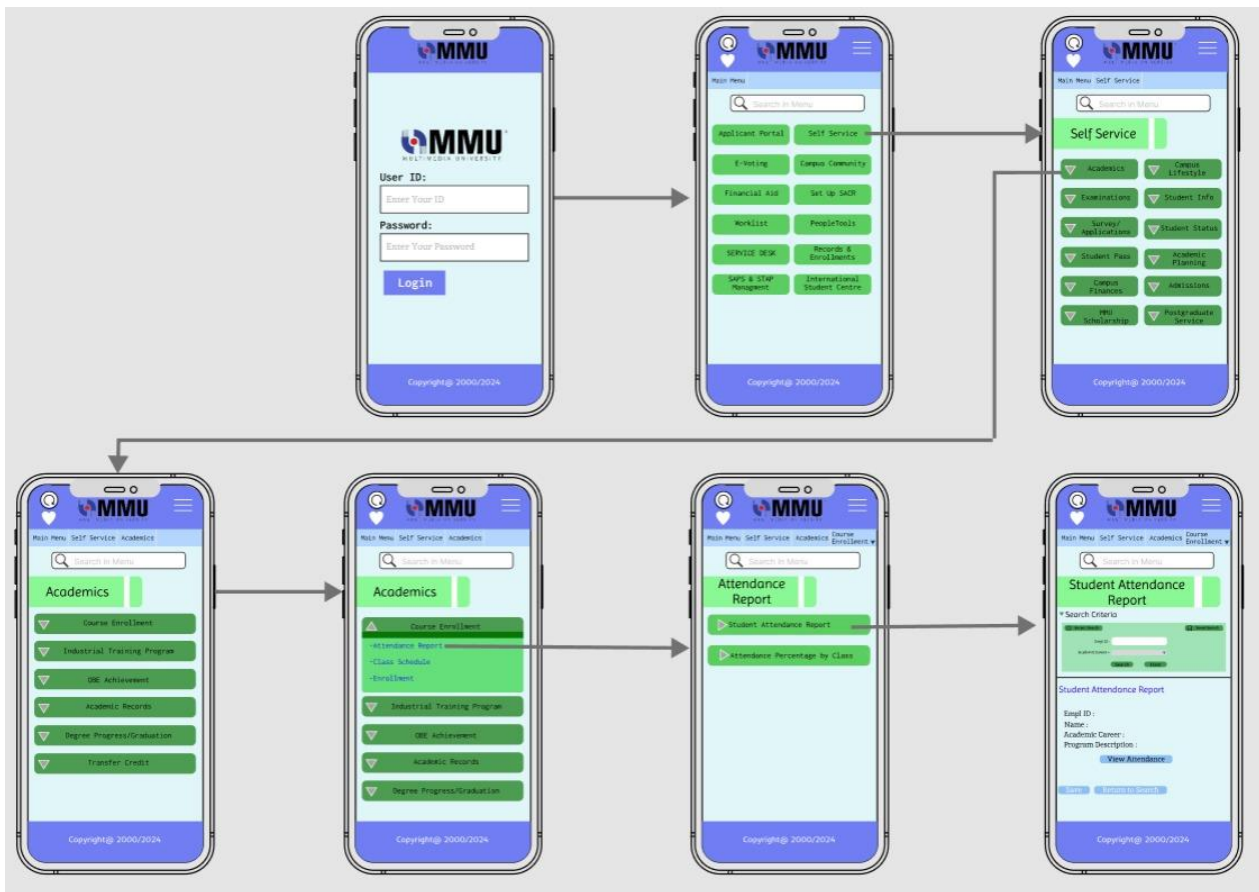 MMU
MMU
MULTIMEDIA UNIVERSITY
User ID:
Enter Your ID
Password:
Enter Your Password
Login
Copyright@ 2000/2024
MMU
Main Menu
Search in Menu
Applicant Portal
Self Service
E-Voting
Campus Community
Financial Aid
Set Up SACR
Worklist
PeopleTools
SERVICE DESK
Records &
Enrollments
SAPS & STAP
Managment
International
Student Centre
Copyright@ 2000/2024
MMU
Main Menu Self Service
Search in Menu
Self Service
Academics
Campus
Lifestyle
Examinations
Student Info
Survey/
Applications
Student Status
Student Pass
Academic
Planning
Campus
Finances
Admissions
MMU
Scholarship
Postgraduate
Service
Copyright@ 2000/2024
MMU
Main Menu Self Service Academics
Search in Menu
Academics
Course Enrollment
Industrial Training Program
OBE Achievement
Academic Records
Degree Progress/Graduation
Transfer Credit
Copyright@ 2000/2024
MMU
Main Menu Self Service Academics
Search in Menu
Academics
Course Enrollment
-Attendance Report
-Class Schedule
-Enrollment
Industrial Training Program
OBE Achievement
Academic Records
Degree Progress/Graduation
Copyright@ 2000/2024
MMU
Main Menu Self Service Academics Course
Enrollment
Search in Menu
Attendance
Report
Student Attendance Report
Attendance Percentage by Class
Copyright@ 2000/2024
MMU
Main Menu Self Service Academics Course
Enrollment
Search in Menu
Student Attendance
Report
Search Criteria
Empl ID :
Search
Student Attendance Report
Empl ID :
Name :
Academic Career :
Program Description :
View Attendance
Save
Return to Search
Copyright@ 2000/2024